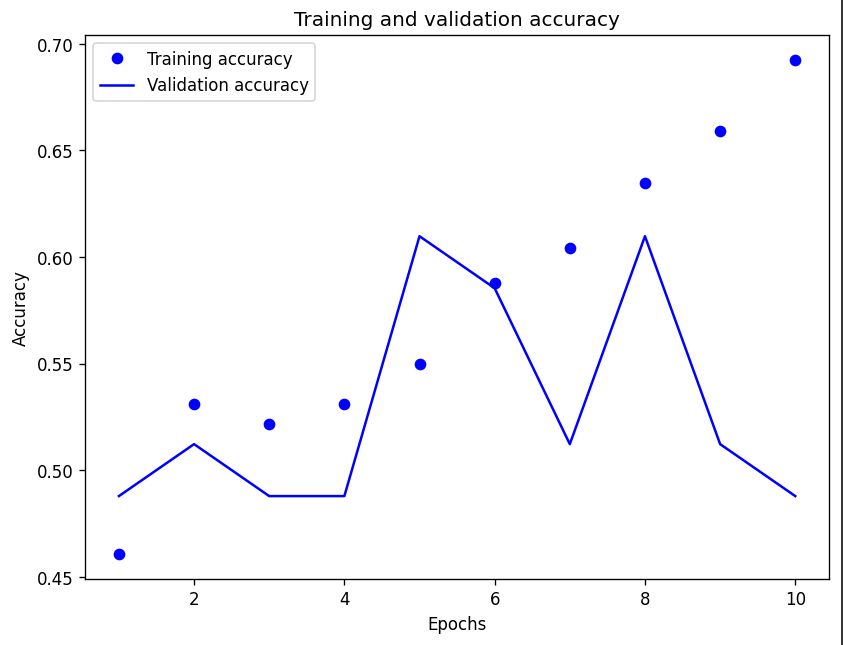 Training and validation accuracy
Training accuracy
Validation accuracy
0.70
0.65
0.60
0.55
0.50
0.45
Accuracy
2 4 6 8 10
Epochs